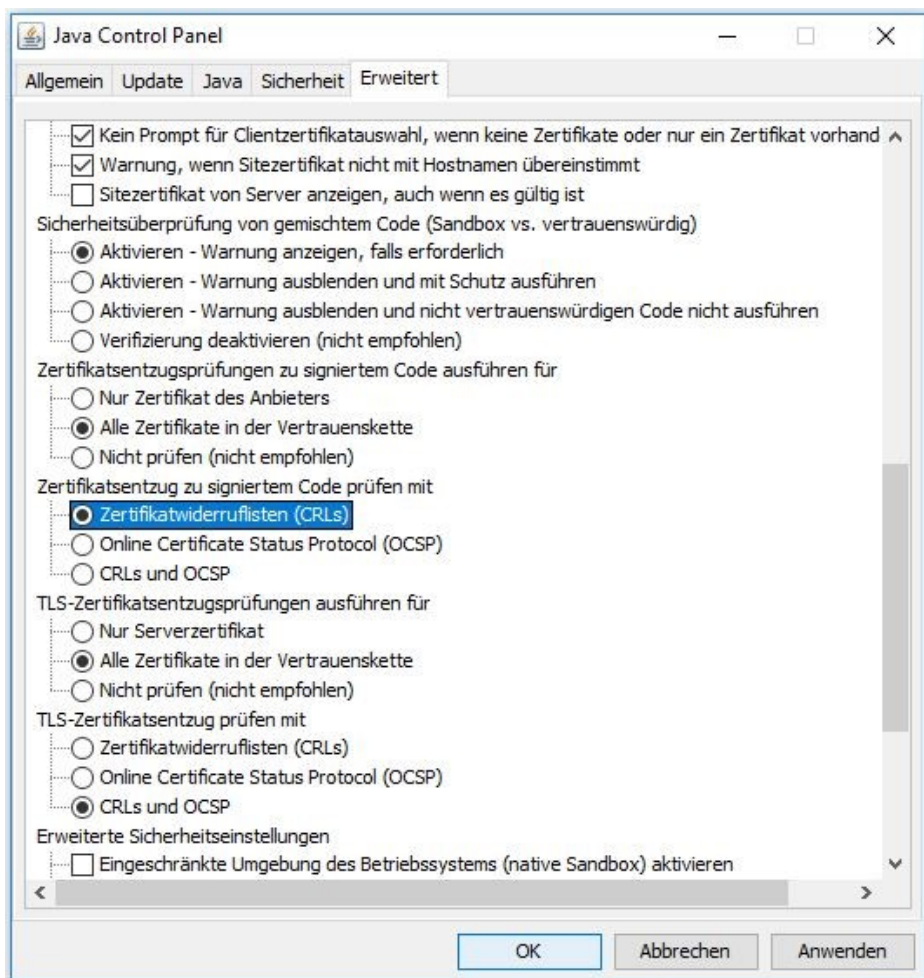 Java Control Panel
Allgemein Update Java Sicherheit Erweitert
Kein Prompt für Clientzertifikatauswahl, wenn keine Zertifikate oder nur ein Zertifikat vorhand
Warnung, wenn Sitezertifikat nicht mit Hostnamen übereinstimmt
Sitezertifikat von Server anzeigen, auch wenn es gültig ist
Sicherheitsüberprüfung von gemischtem Code (Sandbox vs. vertrauenswürdig)
Aktivieren - Warnung anzeigen, falls erforderlich
Aktivieren - Warnung ausblenden und mit Schutz ausführen
Aktivieren - Warnung ausblenden und nicht vertrauenswürdigen Code nicht ausführen
Verifizierung deaktivieren (nicht empfohlen)
Zertifikatsentzugsprüfungen zu signiertem Code ausführen für
Nur Zertifikat des Anbieters
Alle Zertifikate in der Vertrauenskette
Nicht prüfen (nicht empfohlen)
Zertifikatsentzug zu signiertem Code prüfen mit
Zertifikatwiderruflisten (CRLs)
Online Certificate Status Protocol (OCSP)
CRLs und OCSP
TLS-Zertifikatsentzugsprüfungen ausführen für
Nur Serverzertifikat
Alle Zertifikate in der Vertrauenskette
Nicht prüfen (nicht empfohlen)
TLS-Zertifikatsentzug prüfen mit
Zertifikatwiderruflisten (CRLs)
Online Certificate Status Protocol (OCSP)
CRLs und OCSP
Erweiterte Sicherheitseinstellungen
Eingeschränkte Umgebung des Betriebssystems (native Sandbox) aktivieren
OK Abbrechen Anwenden